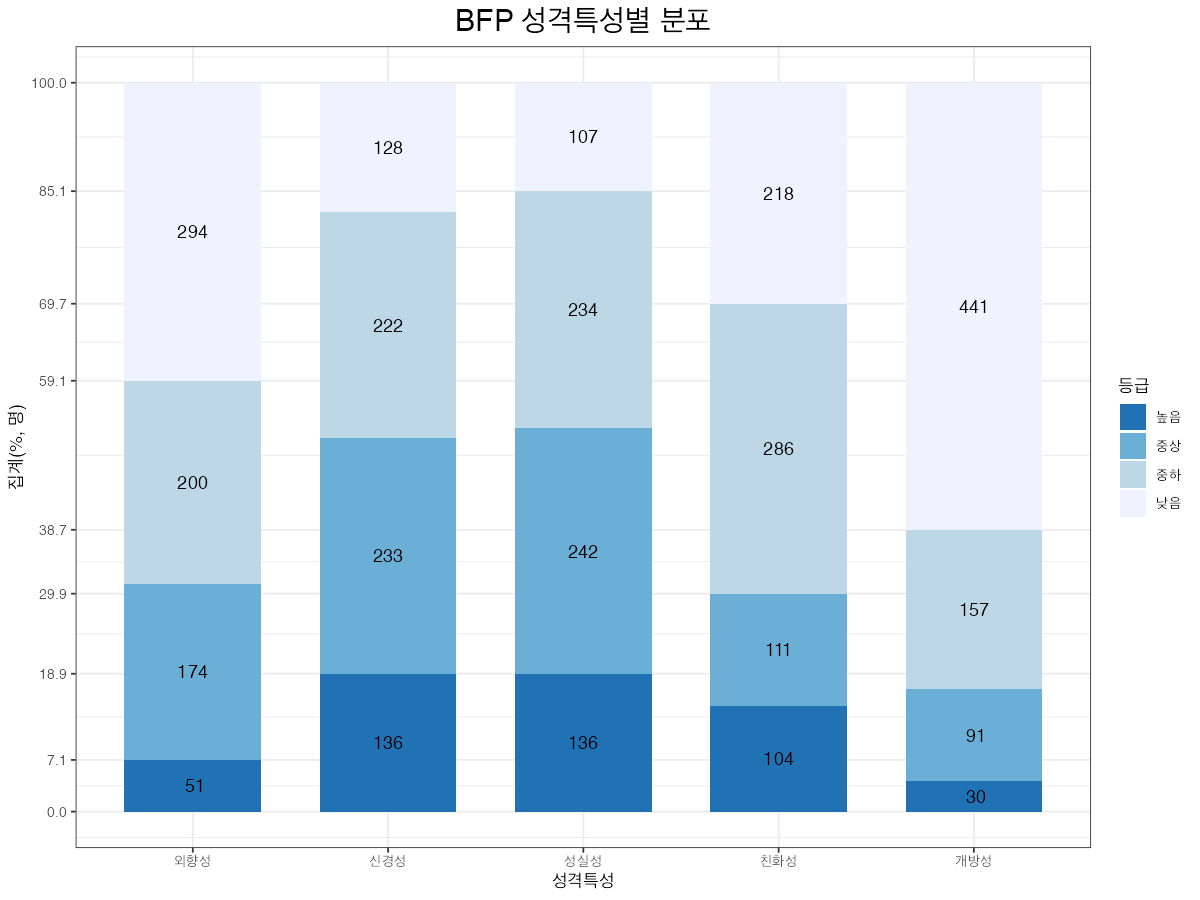 BFP 성격특성별 분포
집계(%, 명)
100.0
85.1
69.7
59.1
38.7
29.9
18.9
7.1
0.0
294
200
174
51
128
222
233
136
107
234
242
136
218
286
111
104
441
157
91
30
외향성
신경성
성실성
친화성
개방성
성격특성
등급
높음
중상
중하
낮음